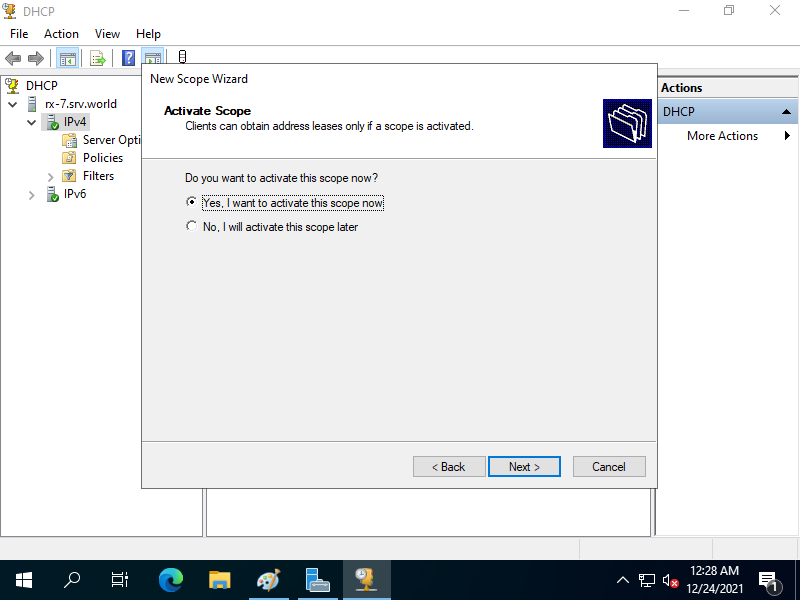 DHCP
File Action View Help
New Scope Wizard
Activate Scope
Clients can obtain address leases only if a scope is activated.
Do you want to activate this scope now?
Yes, I want to activate this scope now
No, I will activate this scope later
< Back Next > Cancel
DHCP
rx-7.srv.world
IPv4
Server Opti
Policies
Filters
IPv6
Actions
DHCP
More Actions
12:28 AM
12/24/2021
1